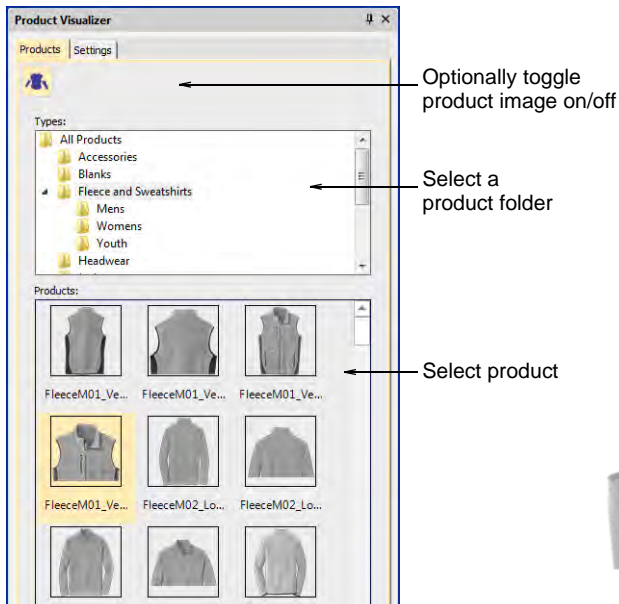 Product Visualizer
Products
Settings
Optionally toggle
product image on/off
Types:
All Products
Accessories
Blanks
Fleece and Sweatshirts
Mens
Womens
Youth
Headwear
Select a
product folder
Products:
FleeceM01_Ve... FleeceM01_Ve... FleeceM01_Ve...
Select product
FleeceM01_Ve... FleeceM02_Lo... FleeceM02_Lo...